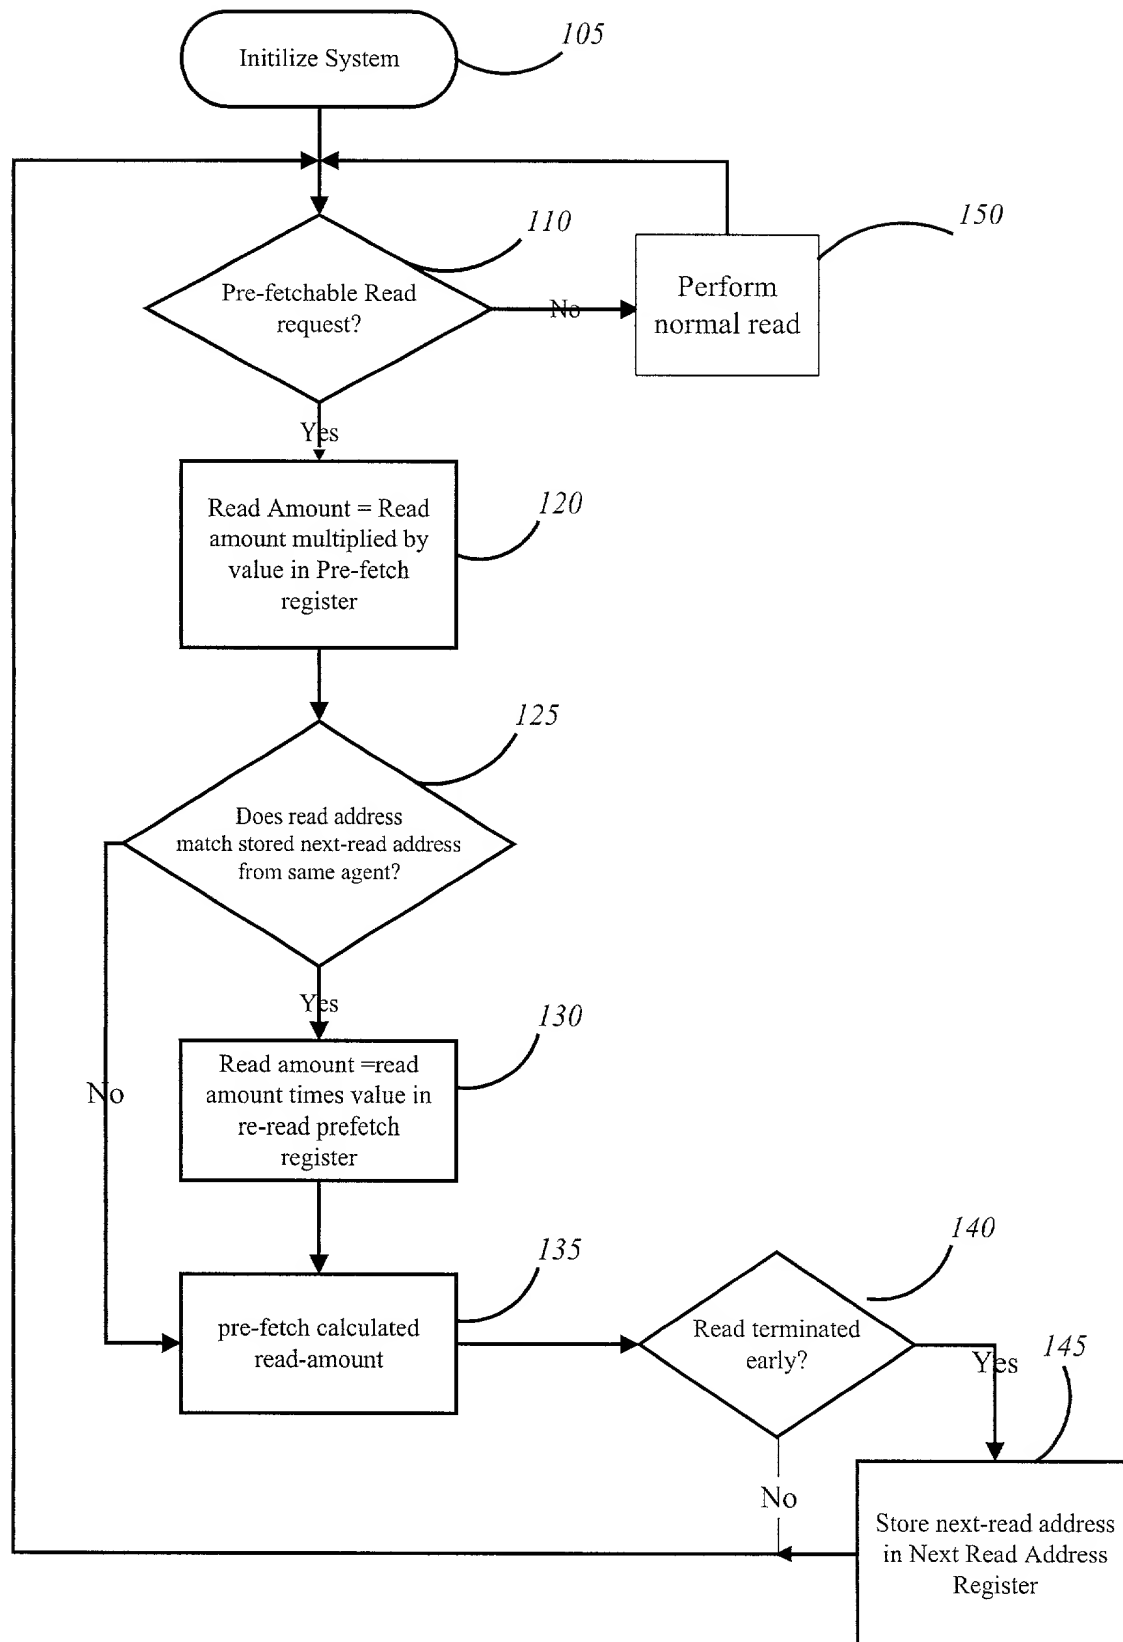 105
Initilize System
110
150
Pre-fetchable Read
request?
No
Perform
normal read
Yes
120
Read Amount = Read
amount multiplied by
value in Pre-fetch
register
125
Does read address
match stored next-read address
from same agent?
Yes
130
Read amount =read
amount times value in
re-read prefetch
register
No
135
140
pre-fetch calculated
read-amount
Read terminated
early?
Yes
145
No
Store next-read address
in Next Read Address
Register